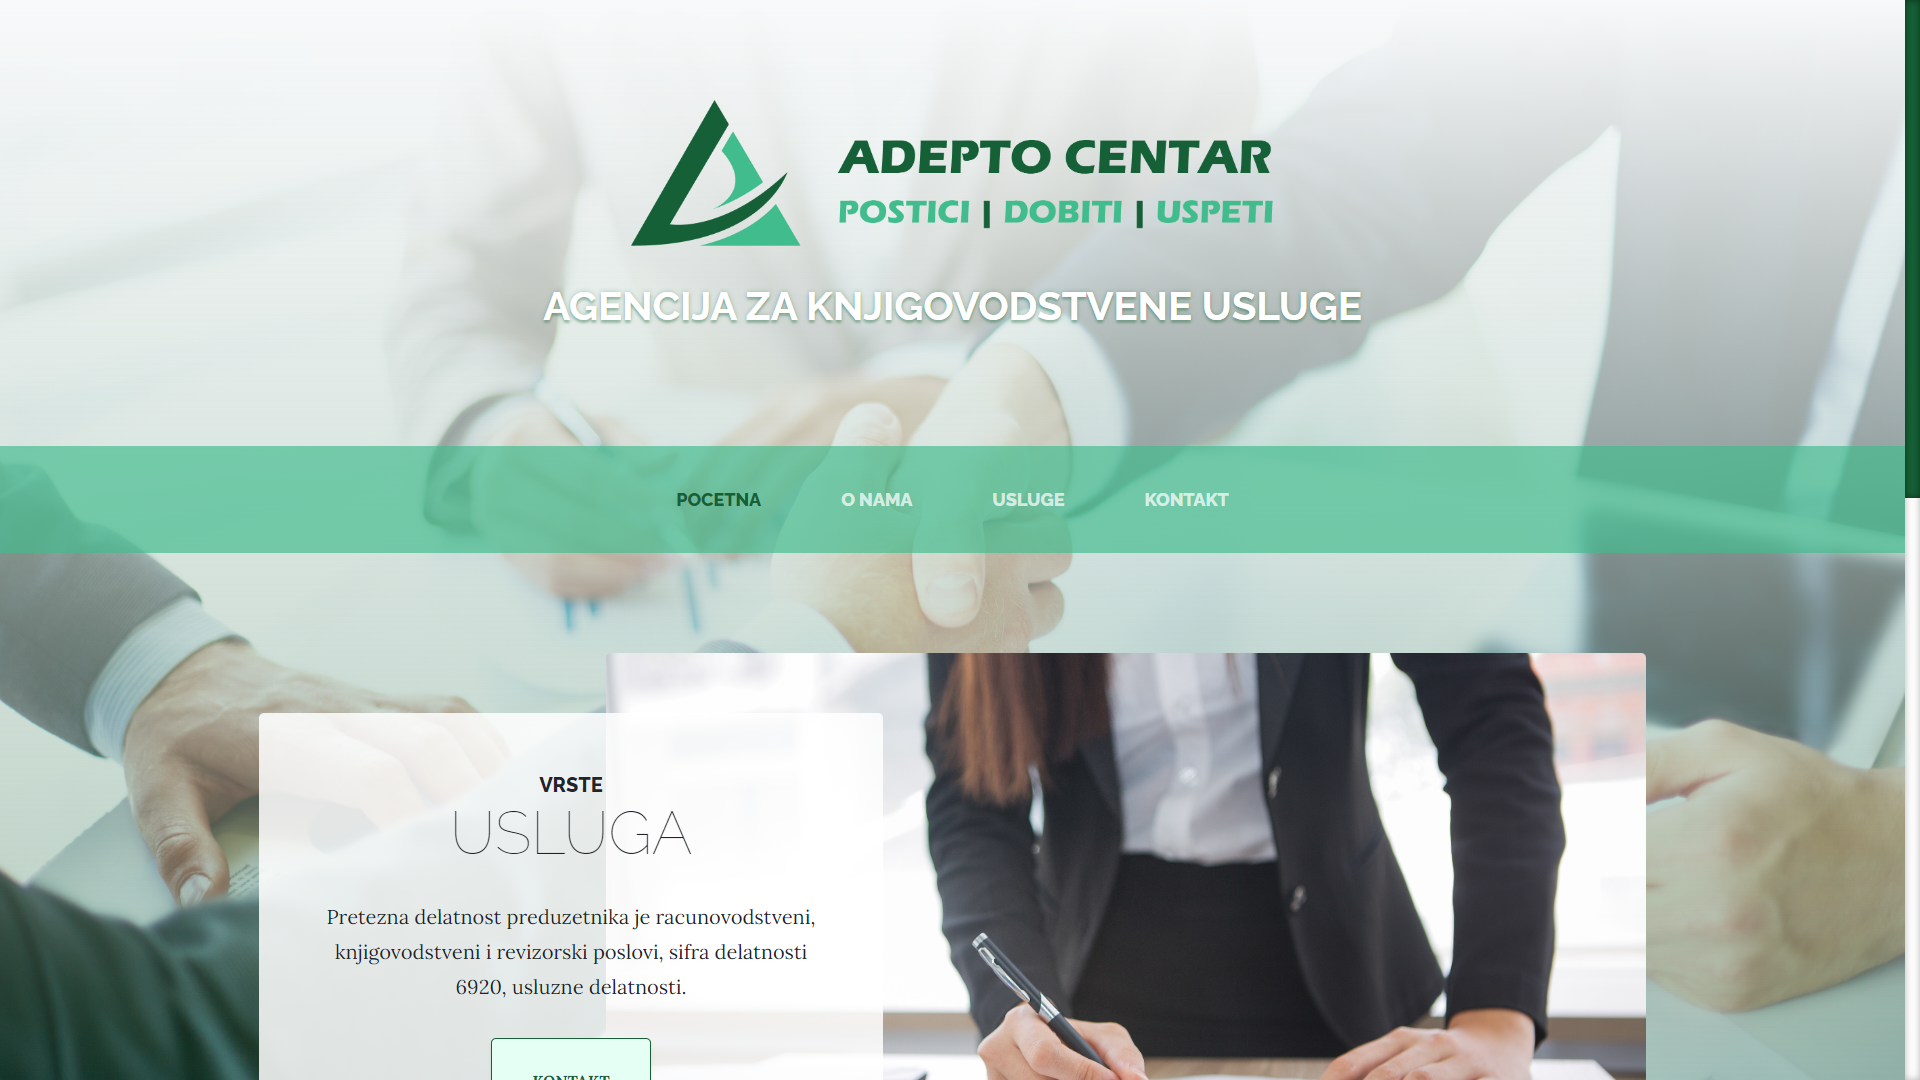 ADEPTO CENTAR
POSTICI | DOBITI | USPETI
AGENCIJA ZA KNJIGOVODSTVENE USLUGE
POCETNA
O NAMA
USLUGE
KONTAKT
VRSTE
USLUGA
Pretezna delatnost preduzetnika je racunovodstveni,
knjigovodstveni i revizorski poslovi, sifra delatnosti
6920, usluzne delatnosti.
KONTAKT